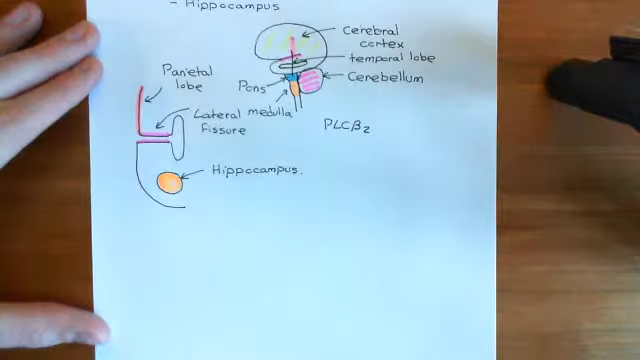 - Hippocampus
Cerebral
cortex
temporal lobe
Cerebellum
Pons
medulla
Parietal
lobe
Lateral
fissure
PLCβ2
Hippocampus.